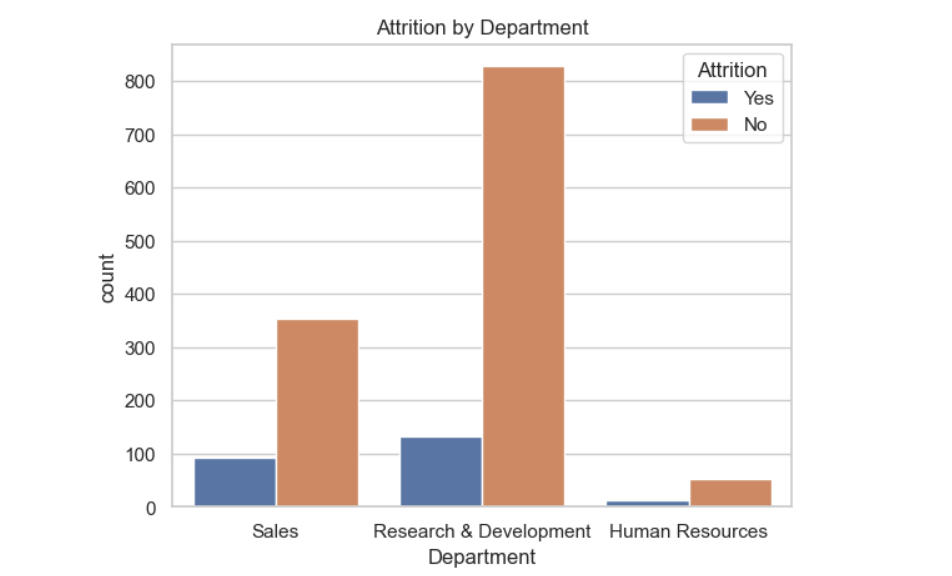 Attrition by Department
Attrition
Yes
No
800
700
600
500
400
300
200
100
0
count
Sales
Research & Development
Human Resources
Department